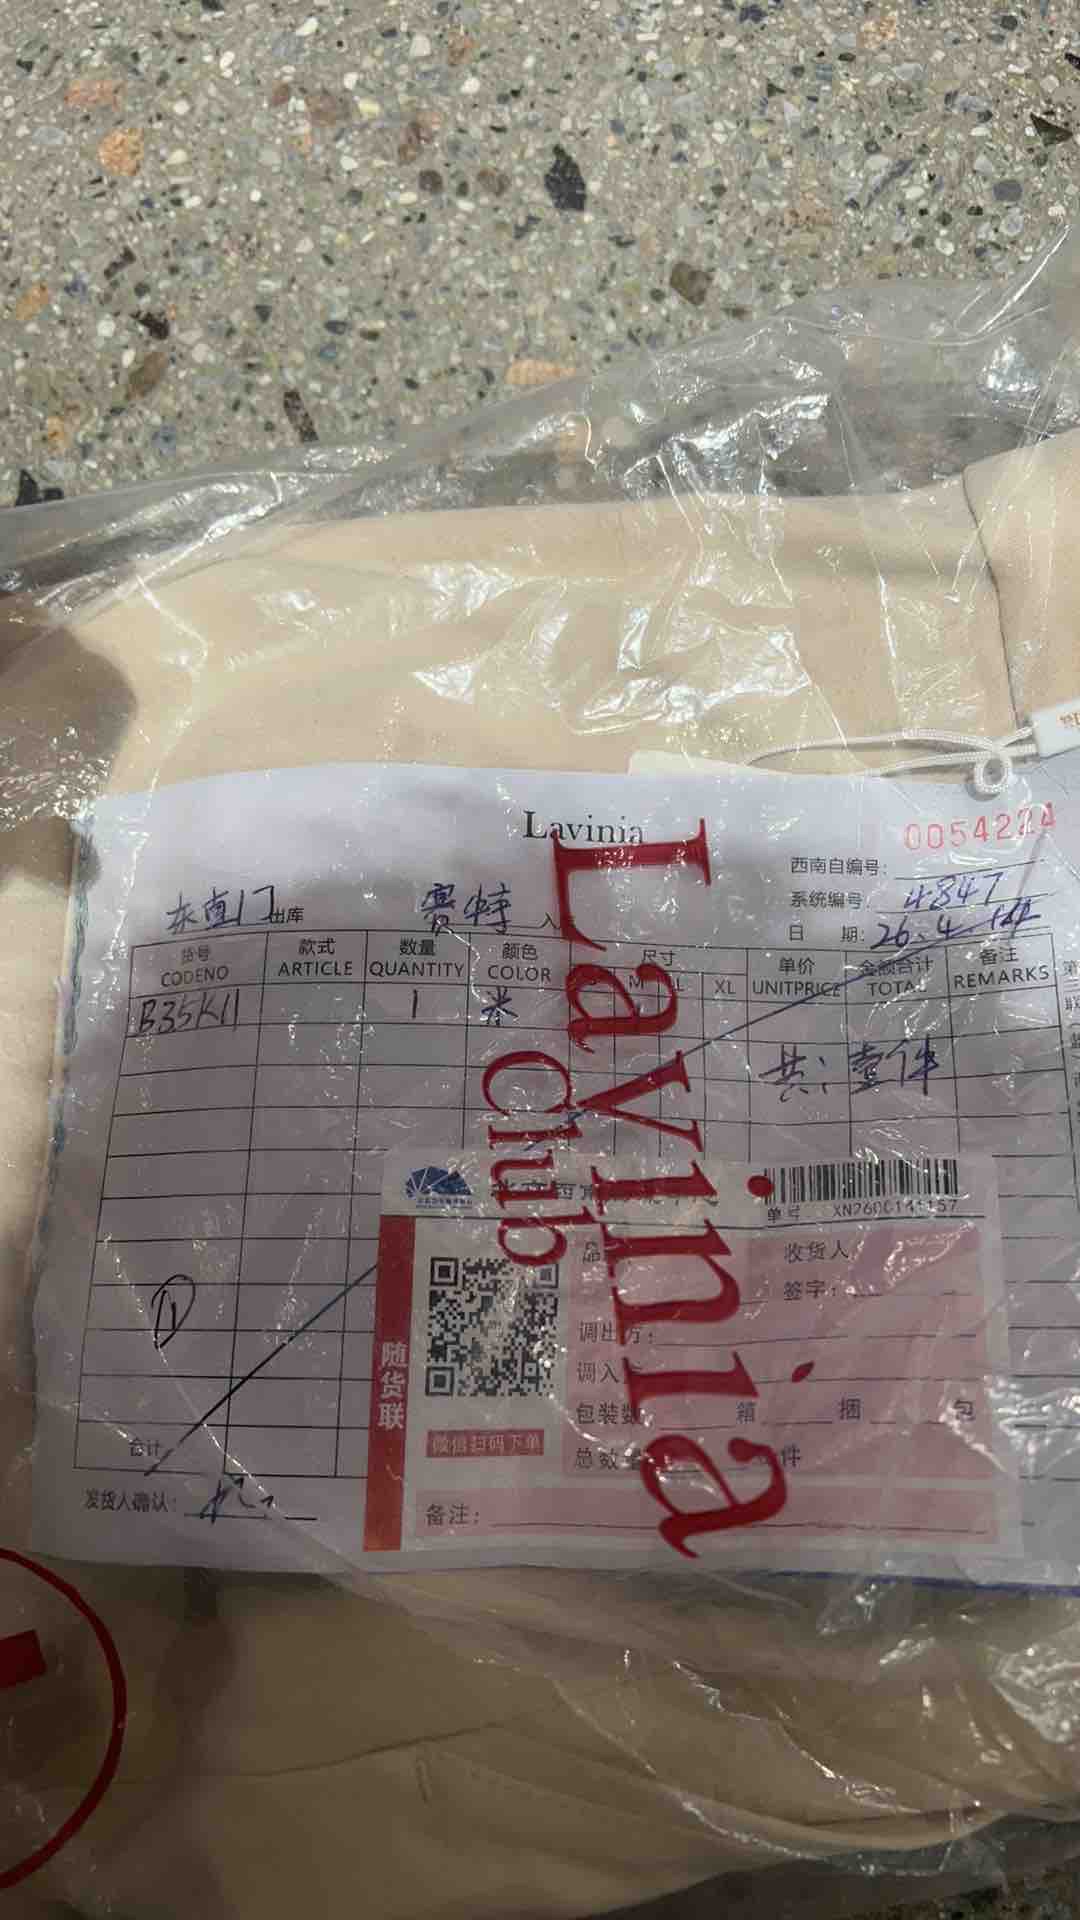 Lavinia
0054224
西南自编号:
系统编号 4847
日 期: 26.4.14
东直门出库 赛特 入
货号 款式 数量 颜色 尺寸 单价 金额合计 备注
CODENO ARTICLE QUANTITY COLOR M L XL UNITPRICE TOTAL REMARKS
B35K11 1 米
共: 壹件
Lavinia
Club
单号 XN2600141157
品
收货人
签字:
调出方:
调入
包装数 箱 捆 包
总数 件
备注:
随货联
微信扫码下单
①
合计
发货人确认: